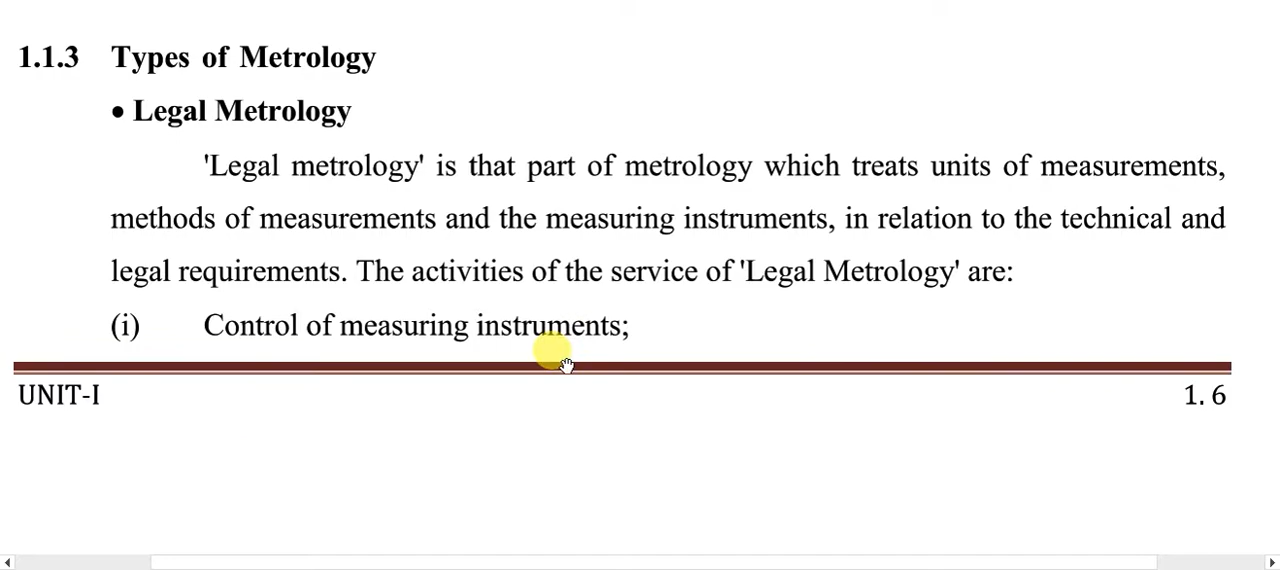 1.1.3 Types of Metrology
• Legal Metrology
'Legal metrology' is that part of metrology which treats units of measurements,
methods of measurements and the measuring instruments, in relation to the technical and
legal requirements. The activities of the service of 'Legal Metrology' are:
(i) Control of measuring instruments;
UNIT-I 1. 6